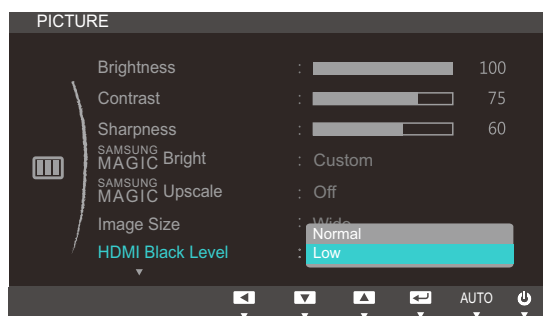 PICTURE
Brightness : 100
Contrast : 75
Sharpness : 60
SAMSUNG MAGIC Bright : Custom
SAMSUNG MAGIC Upscale : Off
Image Size : Wide
Normal
HDMI Black Level : Low
AUTO